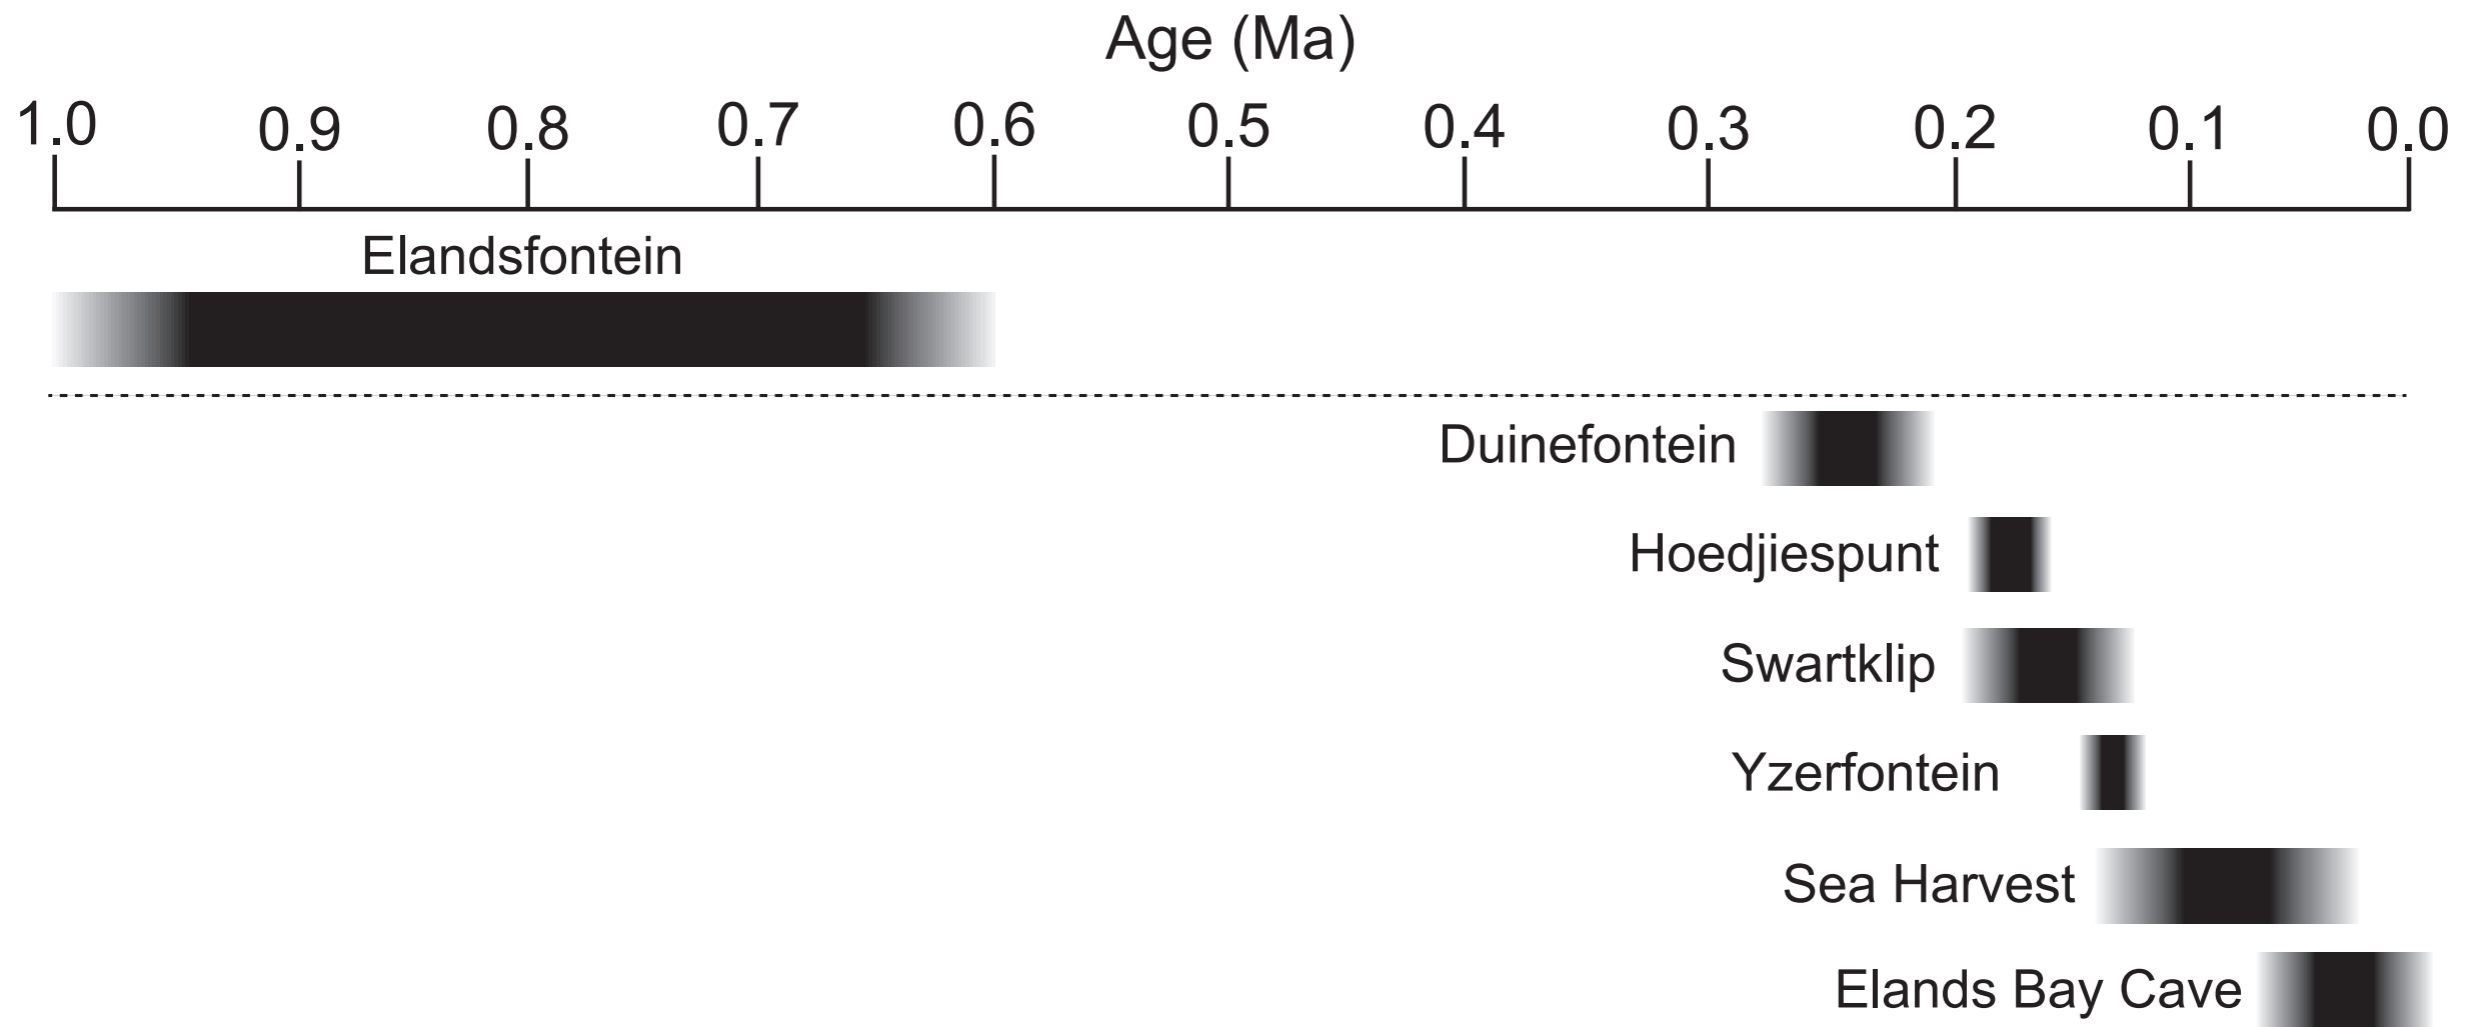 Age (Ma)
1.0 0.9 0.8 0.7 0.6 0.5 0.4 0.3 0.2 0.1 0.0
Elandsfontein
Duinefontein
Hoedjiespunt
Swartklip
Yzerfontein
Sea Harvest
Elands Bay Cave